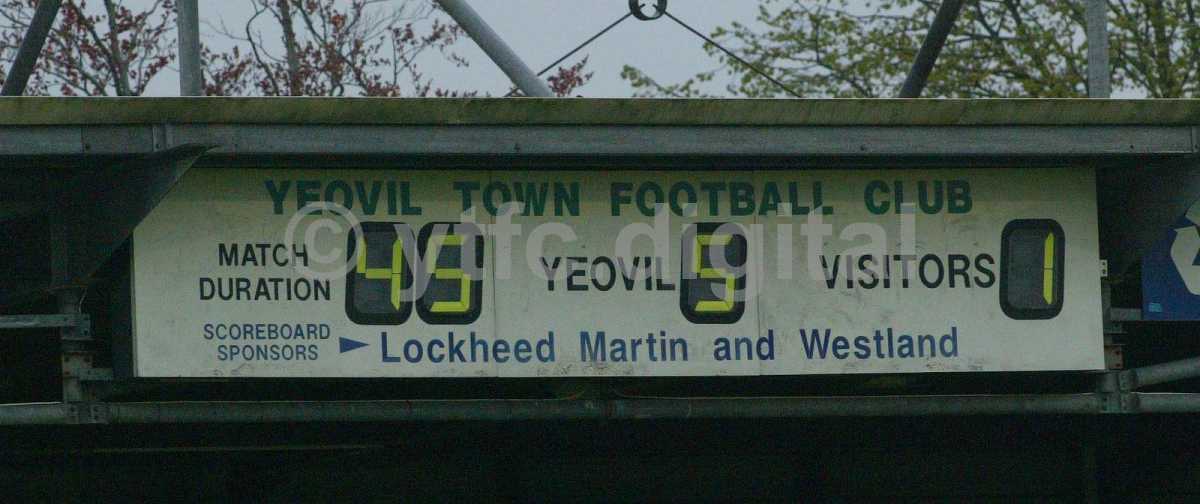 YEOVIL TOWN FOOTBALL CLUB
© ytfc digital
MATCH DURATION 45 YEOVIL 5 VISITORS 1
SCOREBOARD SPONSORS ► Lockheed Martin and Westland